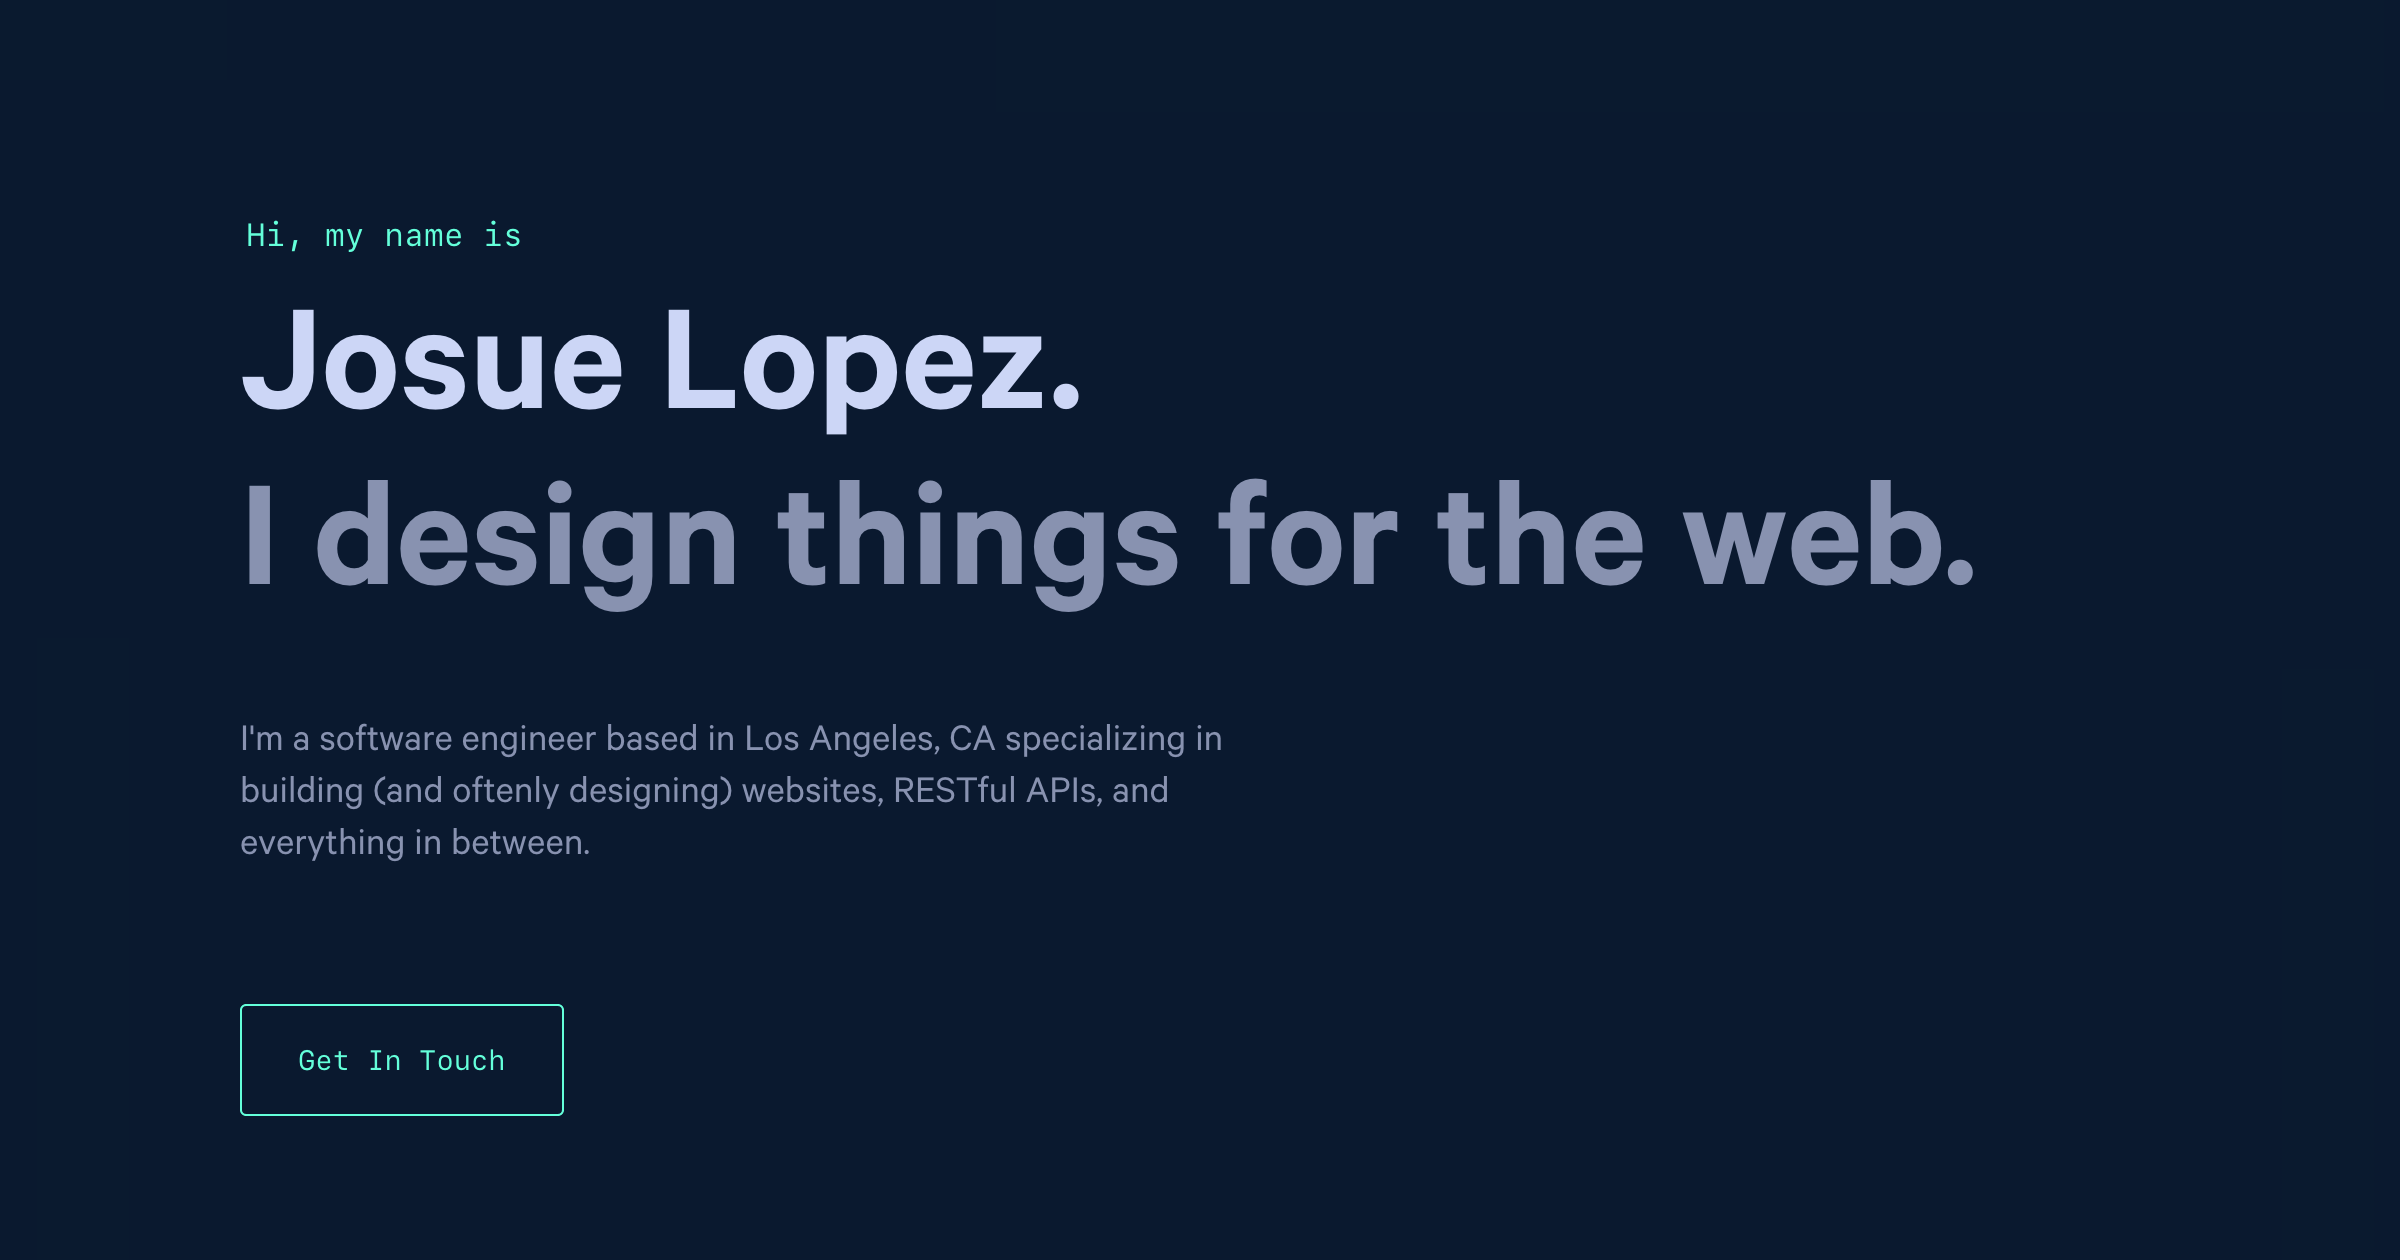 Hi, my name is
Josue Lopez.
I design things for the web.
I'm a software engineer based in Los Angeles, CA specializing in
building (and oftenly designing) websites, RESTful APIs, and
everything in between.
Get In Touch